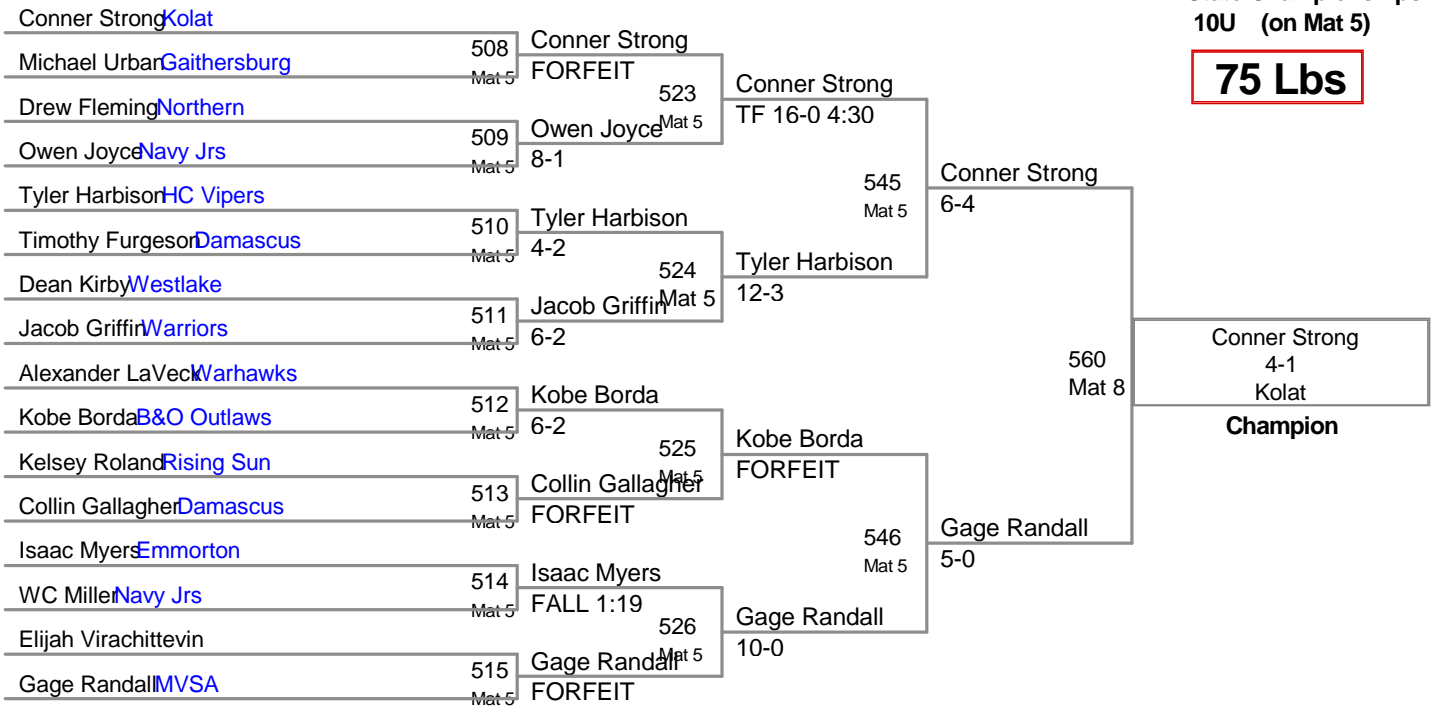 10U (on Mat 5)
75 Lbs
Conner Strong Kolat
Michael Urban Gaithersburg
Drew Fleming Northern
Owen Joyce Navy Jrs
Tyler Harbison HC Vipers
Timothy Furgeson Damascus
Dean Kirby Westlake
Jacob Griffin Warriors
Alexander LaVeck Warhawks
Kobe Borda B&O Outlaws
Kelsey Roland Rising Sun
Collin Gallagher Damascus
Isaac Myers Emmorton
WC Miller Navy Jrs
Elijah Virachittevin
Gage Randall MVSA
508
Mat 5
Conner Strong
FORFEIT
509
Mat 5
Owen Joyce
8-1
510
Mat 5
Tyler Harbison
4-2
511
Mat 5
Jacob Griffin
6-2
512
Mat 5
Kobe Borda
6-2
513
Mat 5
Collin Gallagher
FORFEIT
514
Mat 5
Isaac Myers
FALL 1:19
515
Mat 5
Gage Randall
FORFEIT
523
Mat 5
Conner Strong
TF 16-0 4:30
524
Mat 5
Tyler Harbison
12-3
525
Mat 5
Kobe Borda
FORFEIT
526
Mat 5
Gage Randall
10-0
545
Mat 5
Conner Strong
6-4
546
Mat 5
Gage Randall
5-0
560
Mat 8
Conner Strong
4-1
Kolat
Champion